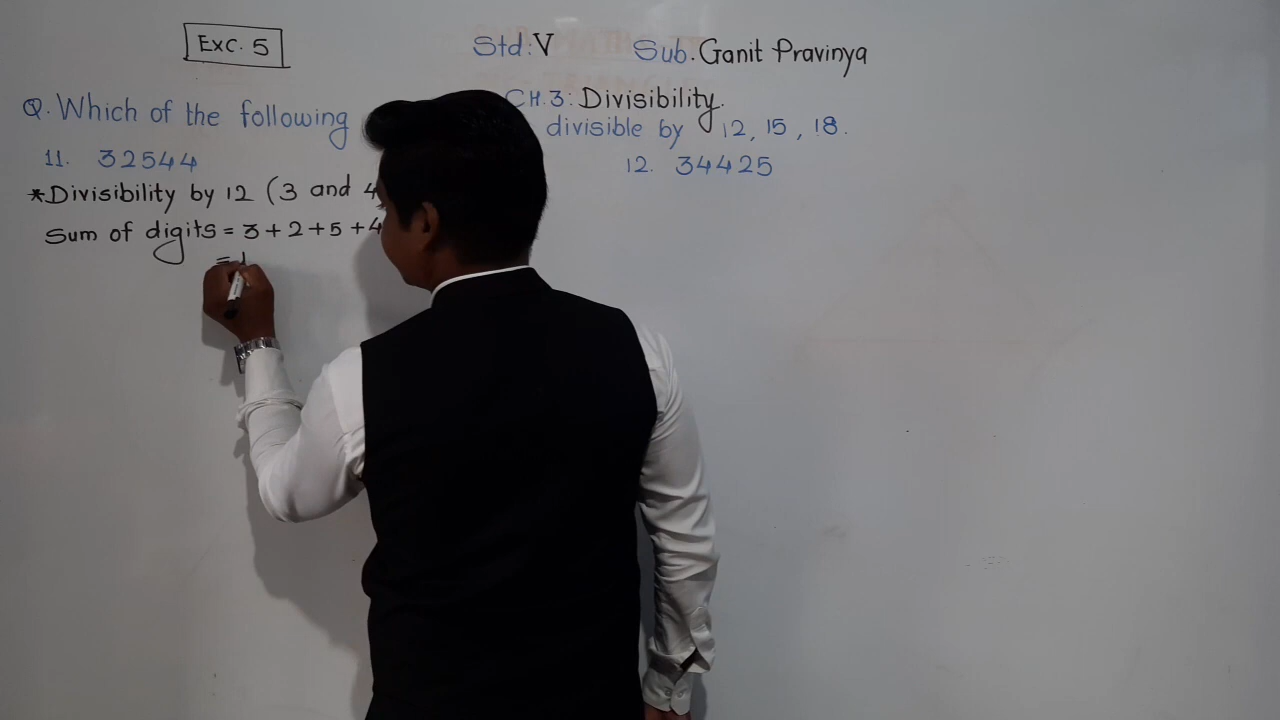 Exc. 5
Std: V Sub. Ganit Pravinya
CH. 3: Divisibility.
Q. Which of the following divisible by 12, 15, 18.
11. 32544 12. 34425
*Divisibility by 12 (3 and 4
Sum of digits = 3+2+5+4
= 1